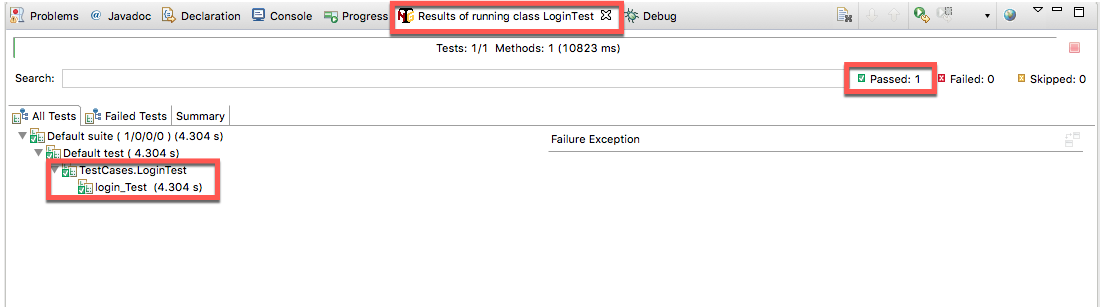 Problems @ Javadoc Declaration Console Progress Results of running class LoginTest Debug
Tests: 1/1 Methods: 1 (10823 ms)
Search: Passed: 1 Failed: 0 Skipped: 0
All Tests Failed Tests Summary
Default suite ( 1/0/0/0 ) (4.304 s)
Failure Exception
Default test ( 4.304 s)
TestCases.LoginTest
login_Test (4.304 s)